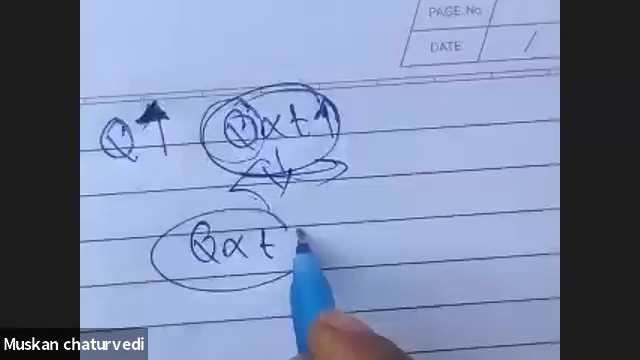 PAGE No
DATE /
Q↑ Q∝t↑
Q∝t
Muskan chaturvedi